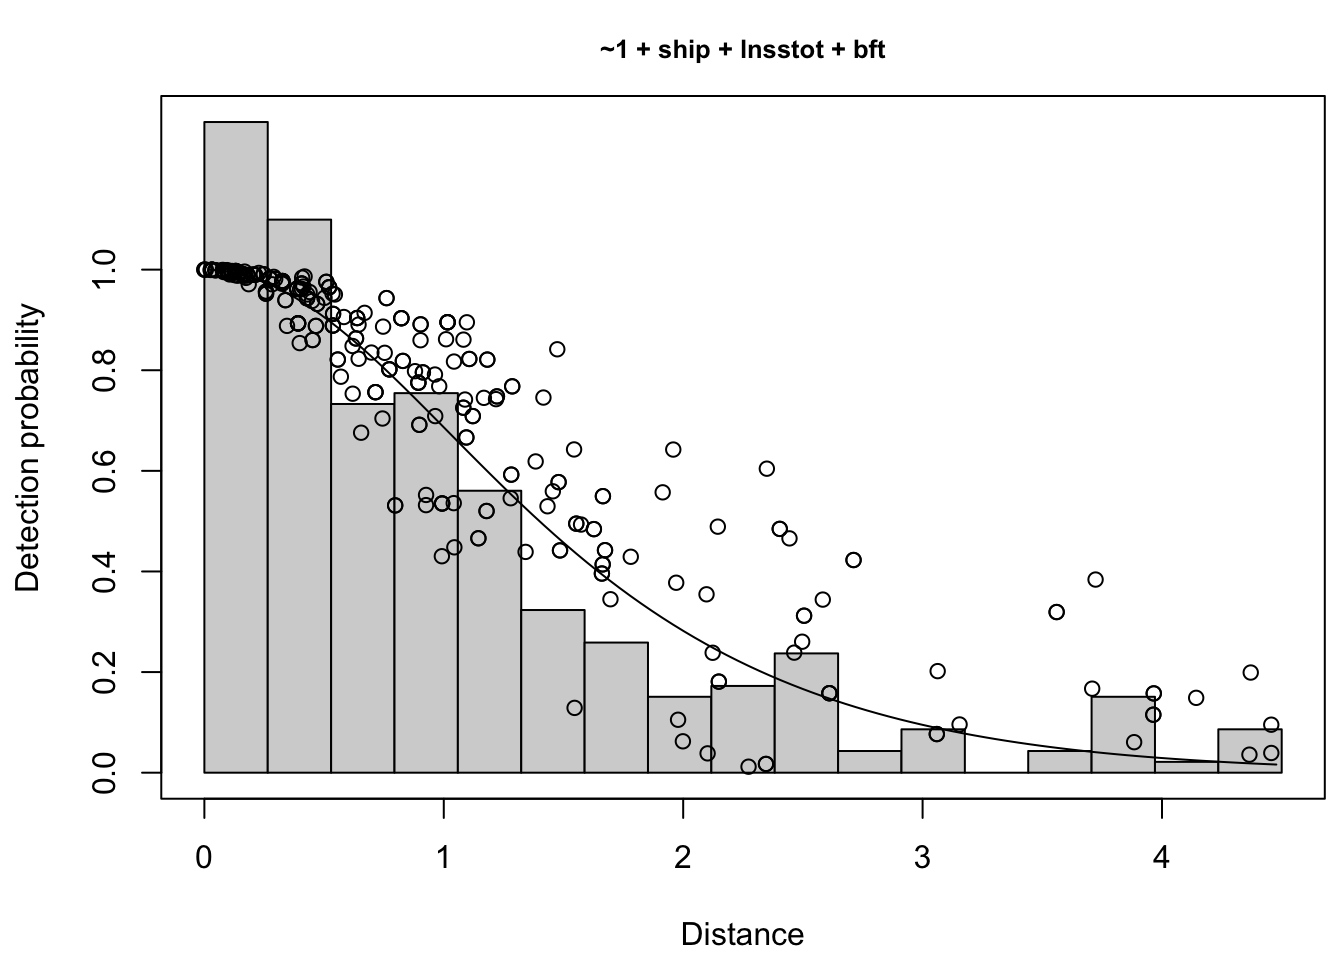 ~1 + ship + lnsstot + bft
Detection probability
1.0
0.8
0.6
0.4
0.2
0.0
0 1 2 3 4
Distance